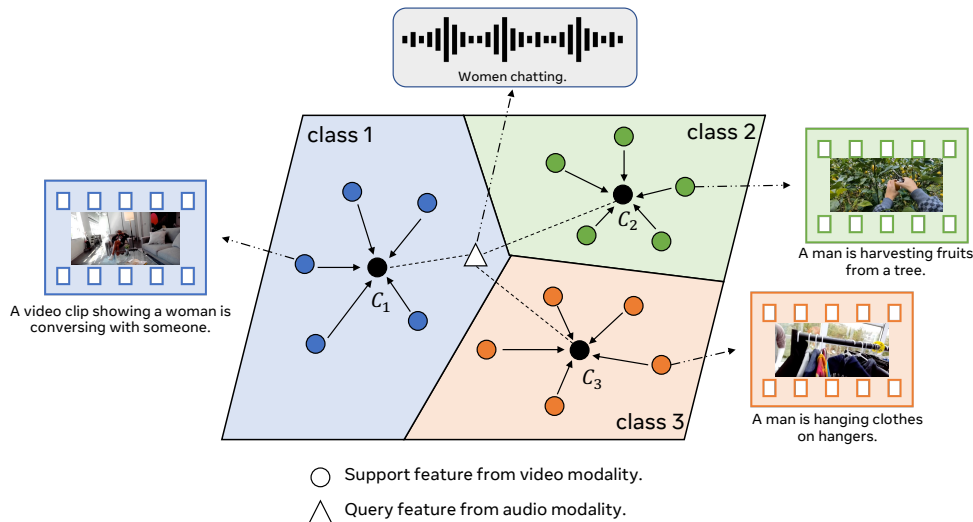 Women chatting.
class 1
class 2
C₂
A man is harvesting fruits
from a tree.
A video clip showing a woman is
conversing with someone.
C₁
C₃
class 3
A man is hanging clothes
on hangers.
Support feature from video modality.
Query feature from audio modality.